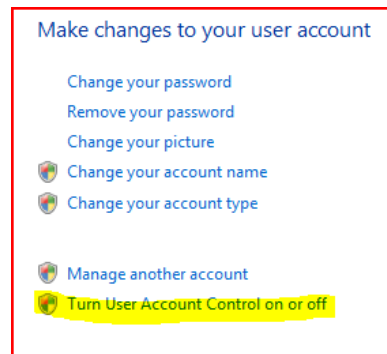 Make changes to your user account
Change your password
Remove your password
Change your picture
Change your account name
Change your account type
Manage another account
Turn User Account Control on or off